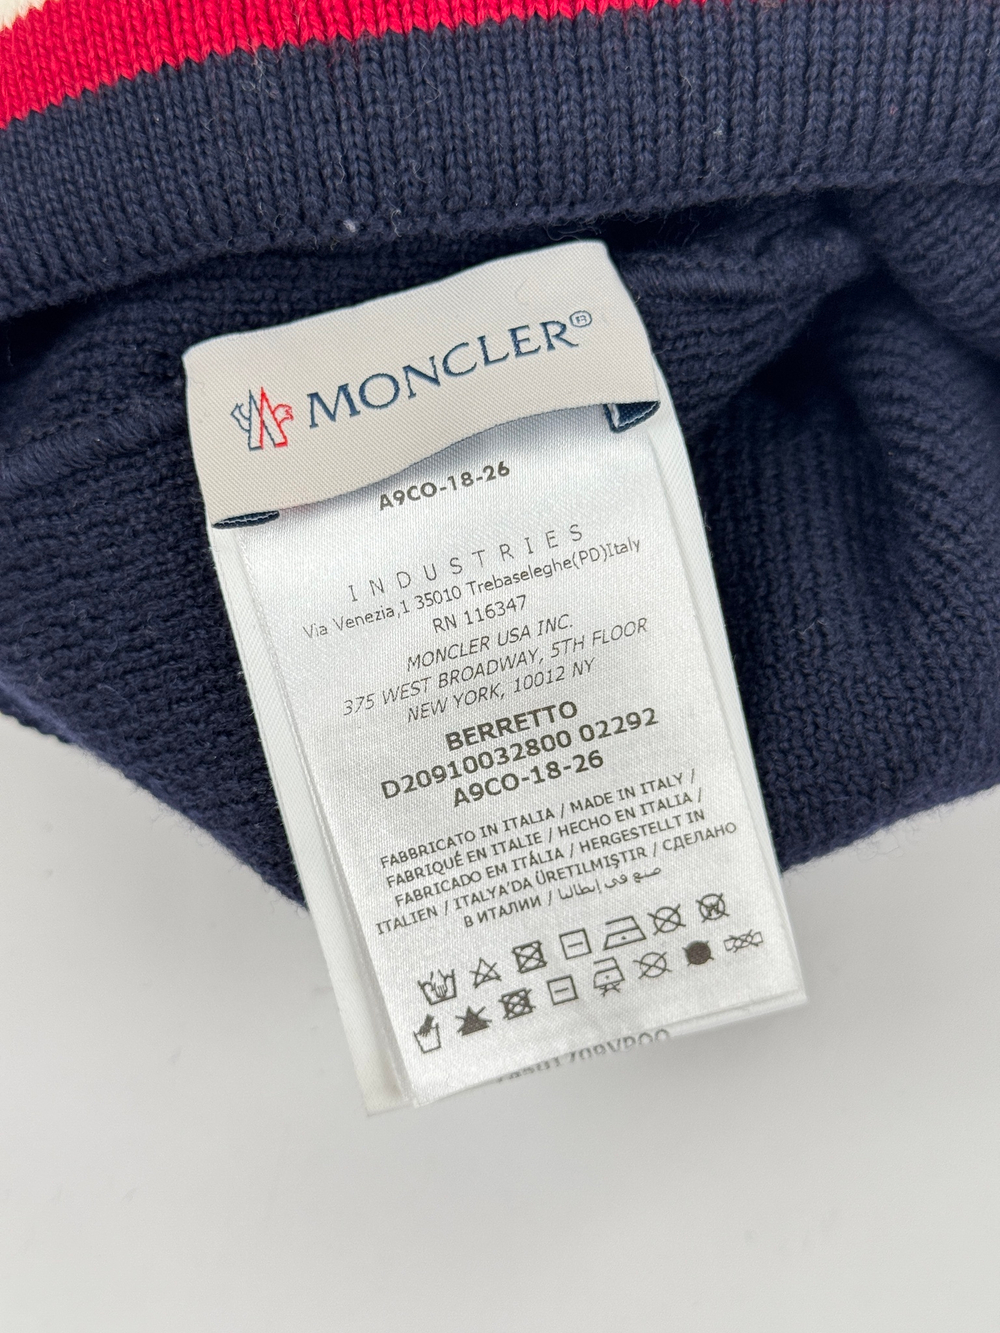 MONCLER®
A9CO-18-26
INDUSTRIES
Via Venezia,1 35010 Trebaseleghe(PD)Italy
RN 116347
MONCLER USA INC.
375 WEST BROADWAY, 5TH FLOOR
NEW YORK, 10012 NY
BERRETTO
D20910032800 02292
A9CO-18-26
FABBRICATO IN ITALIA / MADE IN ITALY /
FABRIQUÉ EN ITALIE / HECHO EN ITALIA /
FABRICADO EM ITÁLIA / HERGESTELLT IN
ITALIEN / ITALYA'DA ÜRETILMIŞTIR / СДЕЛАНО
В ИТАЛИИ / صنع في إيطاليا